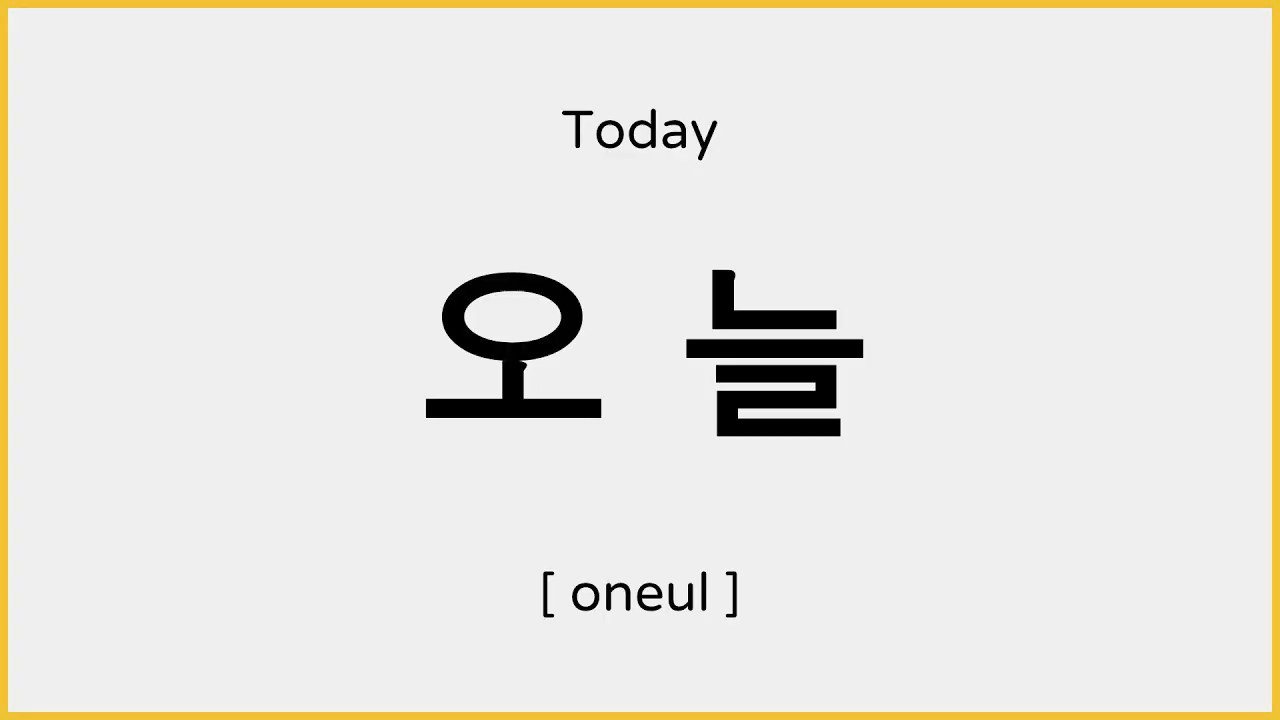 Today
오늘
[ oneul ]